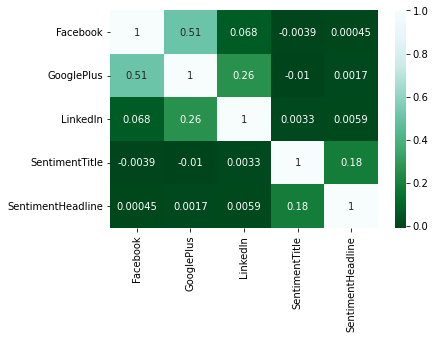 Facebook 1 0.51 0.068 -0.0039 0.00045
GooglePlus 0.51 1 0.26 -0.01 0.0017
LinkedIn 0.068 0.26 1 0.0033 0.0059
SentimentTitle -0.0039 -0.01 0.0033 1 0.18
SentimentHeadline 0.00045 0.0017 0.0059 0.18 1
Facebook
GooglePlus
LinkedIn
SentimentTitle
SentimentHeadline
1.0
0.8
0.6
0.4
0.2
0.0